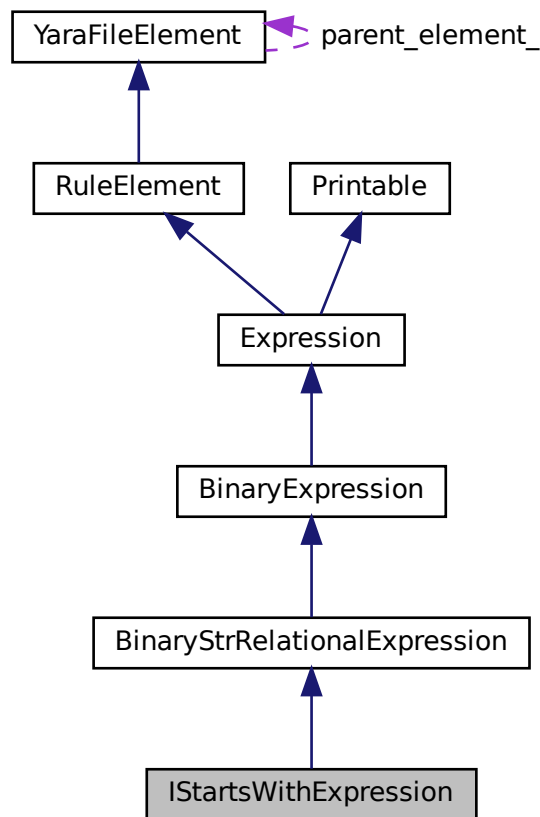 YaraFileElement
parent_element_
RuleElement
Printable
Expression
BinaryExpression
BinaryStrRelationalExpression
IStartsWithExpression